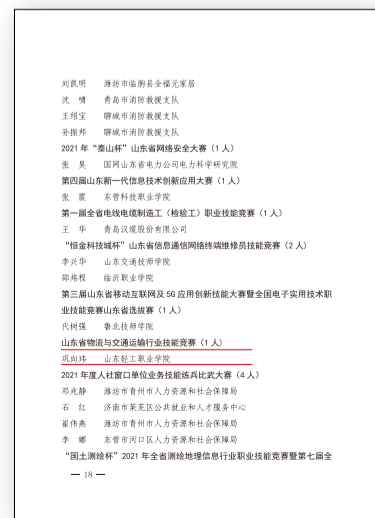 刘凯明 潍坊市临朐县全福元家居
沈 啸 青岛市消防救援支队
王绍宝 聊城市消防救援支队
孙振邦 聊城市消防救援支队
2021年“泰山杯”山东省网络安全大赛（1人）
张 昊 国网山东省电力公司电力科学研究院
第四届山东新一代信息技术创新应用大赛（1人）
张 震 东营科技职业学院
第一届全省电线电缆制造工（检验工）职业技能竞赛（1人）
王 华 青岛汉缆股份有限公司
“恒金科技城杯”山东省信息通信网络终端维修员技能竞赛（2人）
李兴华 山东交通技师学院
郅炜程 临沂职业学院
第三届山东省移动互联网及5G应用创新技能大赛暨全国电子实用技术职
业技能竞赛山东省选拔赛（1人）
代树强 鲁北技师学院
山东省物流与交通运输行业技能竞赛（1人）
巩向玮 山东轻工职业学院
2021年度人社窗口单位业务技能练兵比武大赛（4人）
邓兆静 潍坊市青州市人力资源和社会保障局
石 红 济南市莱芜区公共就业和人才服务中心
崔伟燕 潍坊市青州市人力资源和社会保障局
李 娜 东营市河口区人力资源和社会保障局
“国土测绘杯”2021年全省测绘地理信息行业职业技能竞赛暨第七届全
— 18 —